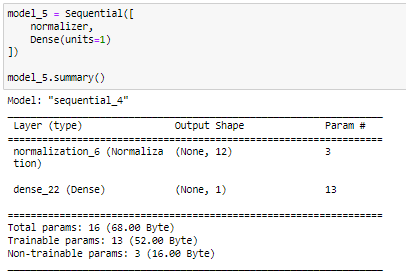 model_5 = Sequential([
    normalizer,
    Dense(units=1)
])
model_5.summary()
Model: "sequential_4"
_________________________________________________________________
Layer (type)                Output Shape              Param #
=================================================================
normalization_6 (Normaliza  (None, 12)                3
tion)
dense_22 (Dense)            (None, 1)                 13
=================================================================
Total params: 16 (68.00 Byte)
Trainable params: 13 (52.00 Byte)
Non-trainable params: 3 (16.00 Byte)
_________________________________________________________________